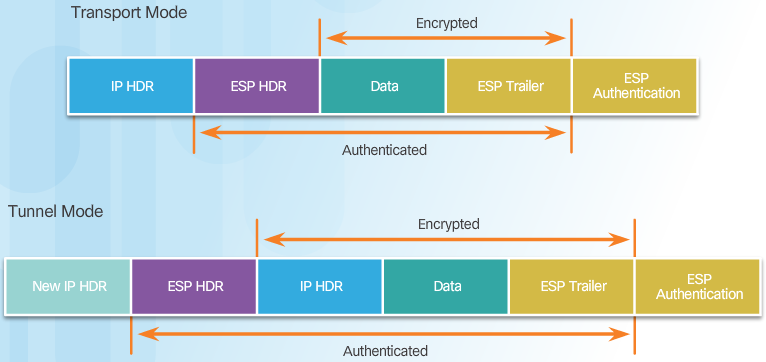 Transport Mode
Encrypted
IP HDR
ESP HDR
Data
ESP Trailer
ESP
Authentication
Authenticated
Tunnel Mode
Encrypted
New IP HDR
ESP HDR
IP HDR
Data
ESP Trailer
ESP
Authentication
Authenticated